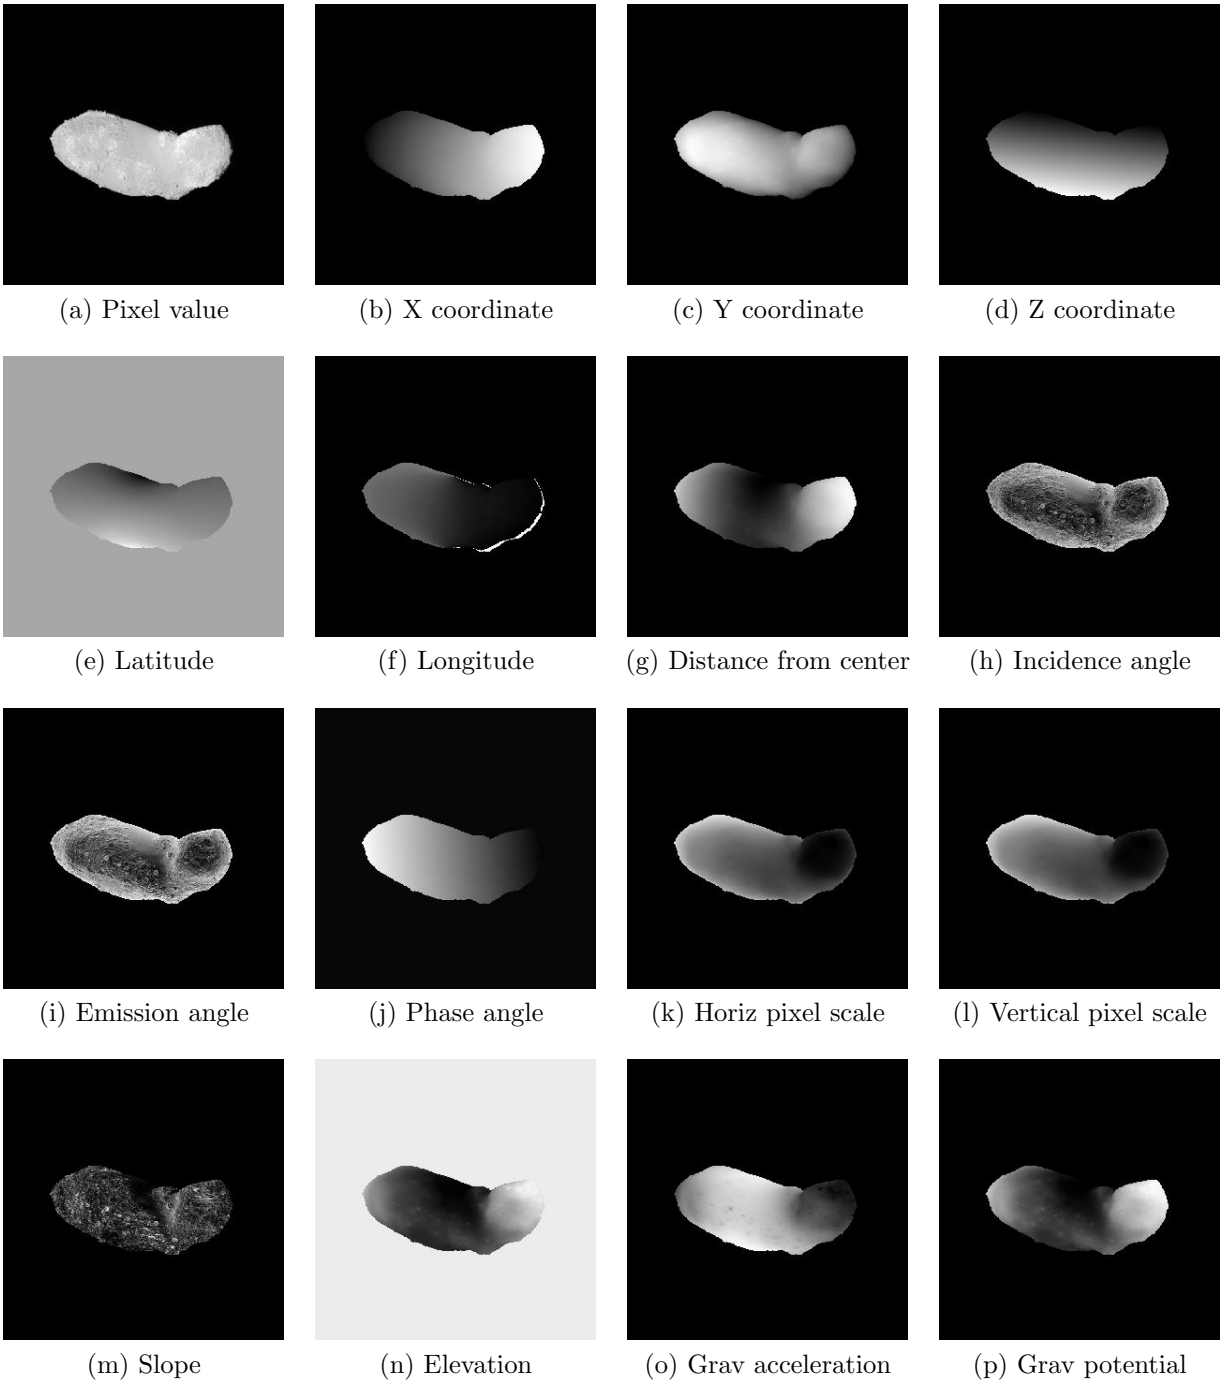 (a) Pixel value
(b) X coordinate
(c) Y coordinate
(d) Z coordinate
(e) Latitude
(f) Longitude
(g) Distance from center
(h) Incidence angle
(i) Emission angle
(j) Phase angle
(k) Horiz pixel scale
(l) Vertical pixel scale
(m) Slope
(n) Elevation
(o) Grav acceleration
(p) Grav potential